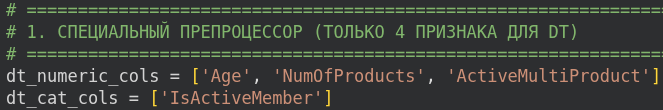 # ================================================================
# 1. СПЕЦИАЛЬНЫЙ ПРЕПРОЦЕССОР (ТОЛЬКО 4 ПРИЗНАКА ДЛЯ DT)
# ================================================================
dt_numeric_cols = ['Age', 'NumOfProducts', 'ActiveMultiProduct']
dt_cat_cols = ['IsActiveMember']